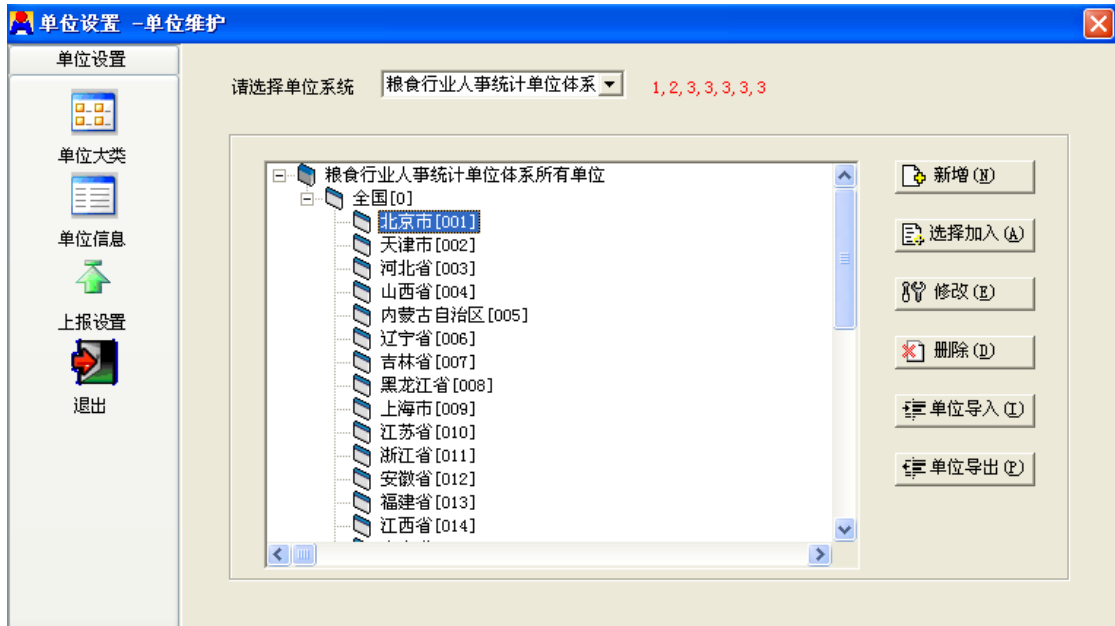 单位设置 -单位维护
单位设置
单位大类
单位信息
上报设置
退出
请选择单位系统 粮食行业人事统计单位体系 1,2,3,3,3,3,3
粮食行业人事统计单位体系所有单位
全国[0]
北京市[001]
天津市[002]
河北省[003]
山西省[004]
内蒙古自治区[005]
辽宁省[006]
吉林省[007]
黑龙江省[008]
上海市[009]
江苏省[010]
浙江省[011]
安徽省[012]
福建省[013]
江西省[014]
新增(N)
选择加入(A)
修改(E)
删除(D)
单位导入(I)
单位导出(P)